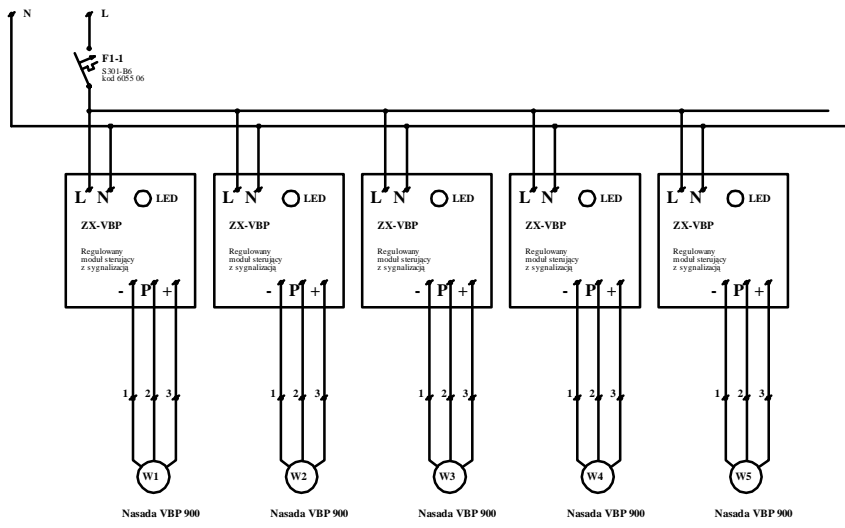 N L
F1-1
S301-B6
kod 6055 06
L N LED
ZX-VBP
Regulowany
moduł sterujący
z sygnalizacją
- P +
1 2 3
W1
Nasada VBP 900
L N LED
ZX-VBP
Regulowany
moduł sterujący
z sygnalizacją
- P +
1 2 3
W2
Nasada VBP 900
L N LED
ZX-VBP
Regulowany
moduł sterujący
z sygnalizacją
- P +
1 2 3
W3
Nasada VBP 900
L N LED
ZX-VBP
Regulowany
moduł sterujący
z sygnalizacją
- P +
1 2 3
W4
Nasada VBP 900
L N LED
ZX-VBP
Regulowany
moduł sterujący
z sygnalizacją
- P +
1 2 3
W5
Nasada VBP 900